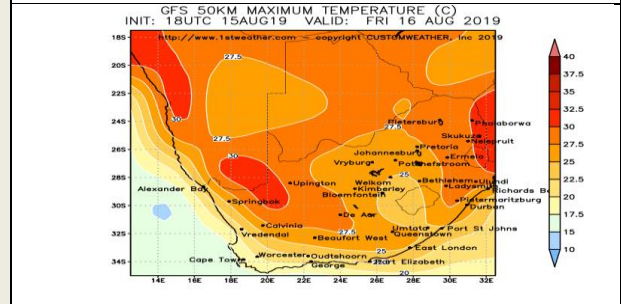 GFS 50KM MAXIMUM TEMPERATURE (C)
INIT: 18UTC 15AUG19 VALID: FRI 16 AUG 2019
http://www.1stweather.com copyright CUSTOMWEATHER, Inc 2019
18S
20S
22S
24S
26S
28S
30S
32S
34S
27.5
30
27.5
27.5
30
25
27.5
25
20
Pietersburg
Phalaborwa
Skukuza
Nelspruit
Johannesburg
Pretoria
Ermelo
Vryburg
Potchefstroom
Alexander Bay
Upington
Welkom
Kimberley
Bethlehem
Ulundi
Ladysmith
Richards B
Bloemfontein
Springbok
Pietermaritzburg
Durban
De Aar
Calvinia
Vredendal
Umtata
Port St Johns
Queenstown
Beaufort West
East London
Cape Town
Worcester
Oudtshoorn
George
Port Elizabeth
14E 16E 18E 20E 22E 24E 26E 28E 30E 32E
40
37.5
35
32.5
30
27.5
25
22.5
20
17.5
15
10